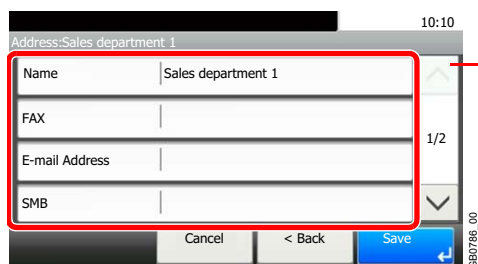 10:10
Address:Sales department 1
Name Sales department 1
FAX
1/2
E-mail Address
SMB
Cancel < Back Save
GB0786_00